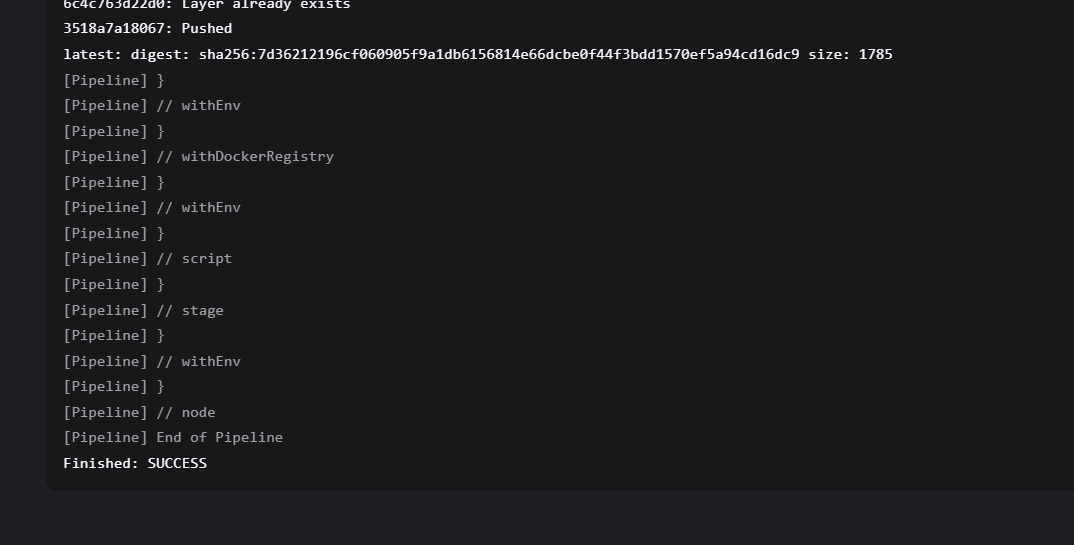 6c4c763d22d0: Layer already exists
3518a7a18067: Pushed
latest: digest: sha256:7d36212196cf060905f9a1db6156814e66dcbe0f44f3bdd1570ef5a94cd16dc9 size: 1785
[Pipeline] }
[Pipeline] // withEnv
[Pipeline] }
[Pipeline] // withDockerRegistry
[Pipeline] }
[Pipeline] // withEnv
[Pipeline] }
[Pipeline] // script
[Pipeline] }
[Pipeline] // stage
[Pipeline] }
[Pipeline] // withEnv
[Pipeline] }
[Pipeline] // node
[Pipeline] End of Pipeline
Finished: SUCCESS